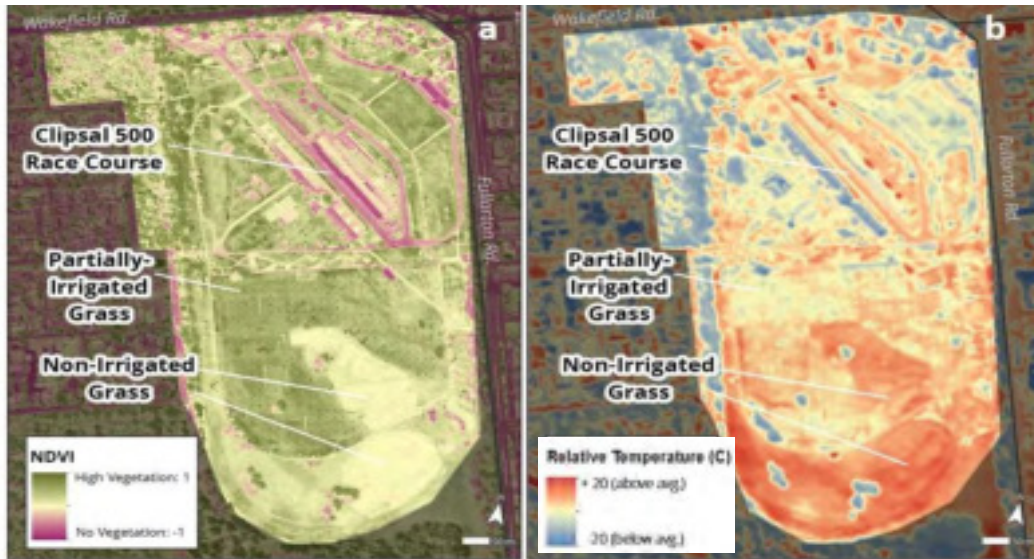 Wakefield Rd.
a
Clipsal 500
Race Course
Fullarton Rd
Partially-
Irrigated
Grass
Non-Irrigated
Grass
NDVI
High Vegetation: 1
No Vegetation: -1
Wakefield Rd.
b
Clipsal 500
Race Course
Fullarton Rd
Partially-
Irrigated
Grass
Non-Irrigated
Grass
Relative Temperature (C)
+ 20 (above avg.)
-20 (below avg.)